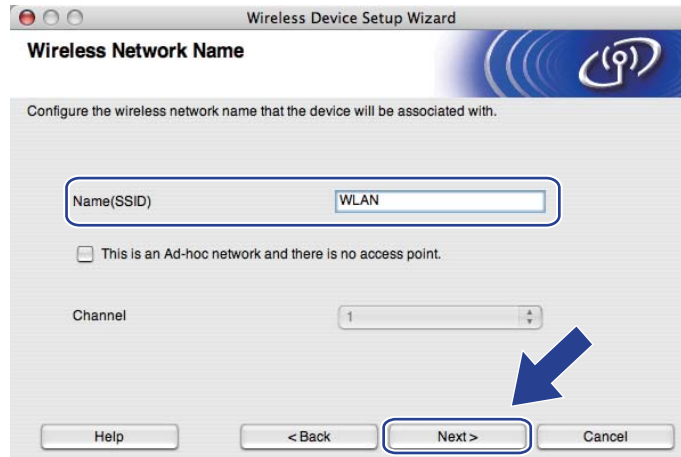 Wireless Device Setup Wizard
Wireless Network Name
Configure the wireless network name that the device will be associated with.
Name(SSID) WLAN
This is an Ad-hoc network and there is no access point.
Channel 1
Help < Back Next > Cancel